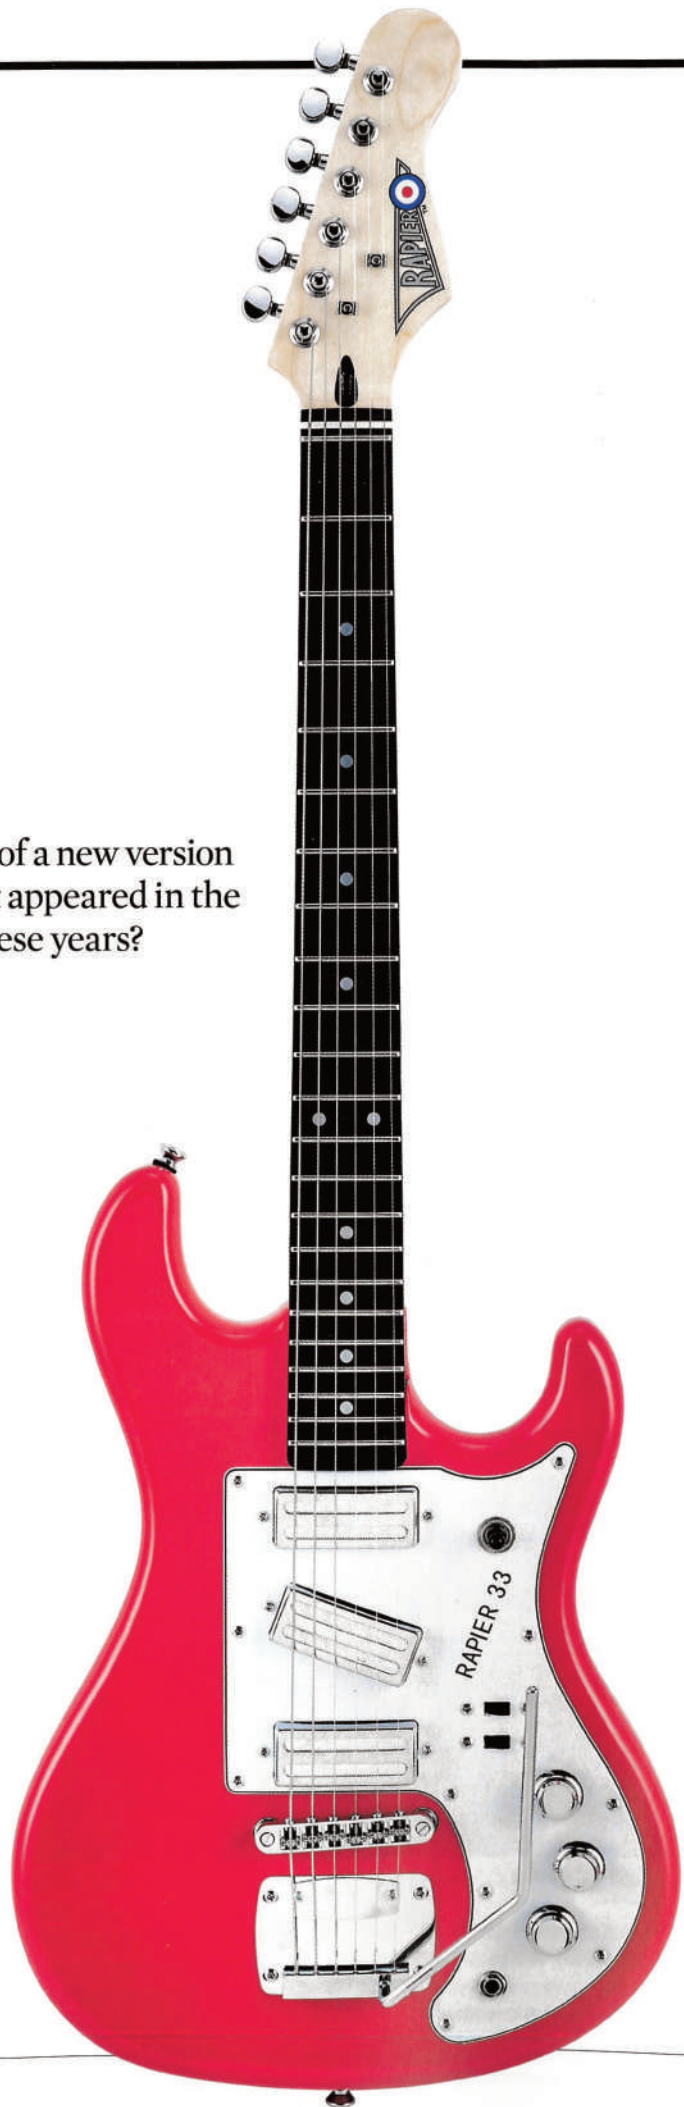 RAPIER
of a new version
appeared in the
ese years?
RAPIER 33